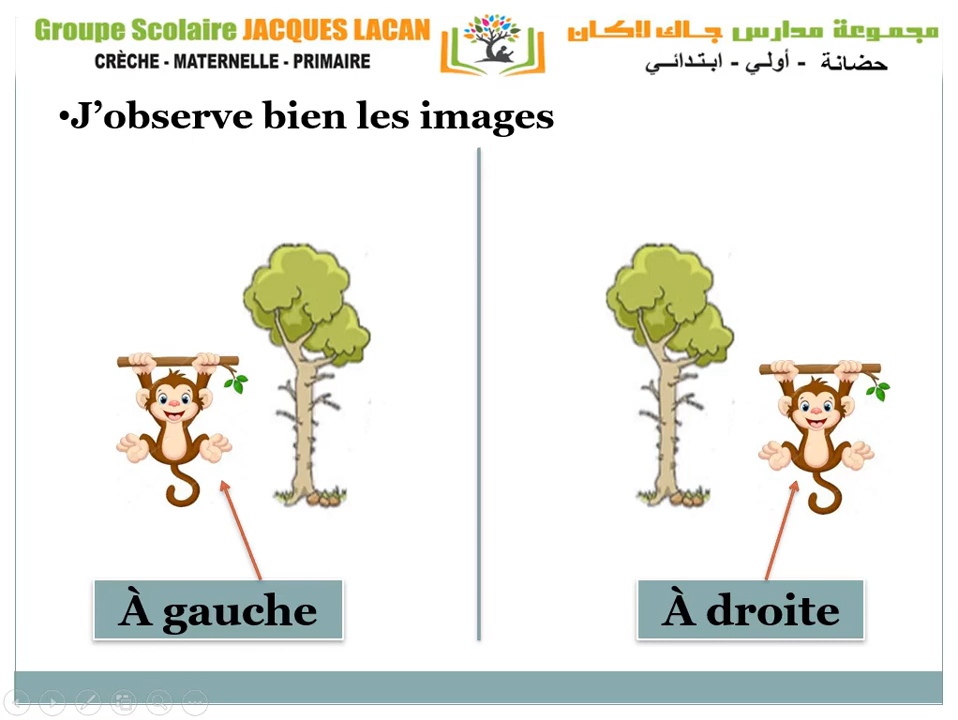 Groupe Scolaire JACQUES LACAN
CRÈCHE - MATERNELLE - PRIMAIRE
مجموعة مدارس جاك لاكان
حضانة - أولي - ابتدائي
•J’observe bien les images
À gauche
À droite